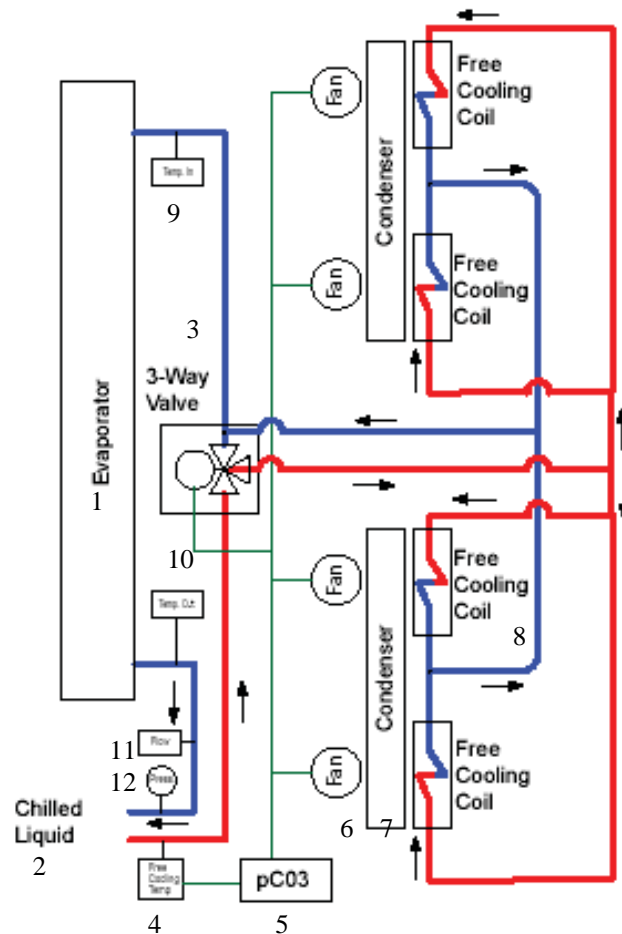 Fan
Condenser
Free
Cooling
Coil
Temp. In
9
Fan
Free
Cooling
Coil
3
3-Way
Valve
Evaporator
1
10
Fan
Condenser
Free
Cooling
Coil
Temp. Out
8
11
Flow
12
Press
Fan
Free
Cooling
Coil
6
7
Chilled
Liquid
2
Free
Cooling
Temp
pC03
4
5